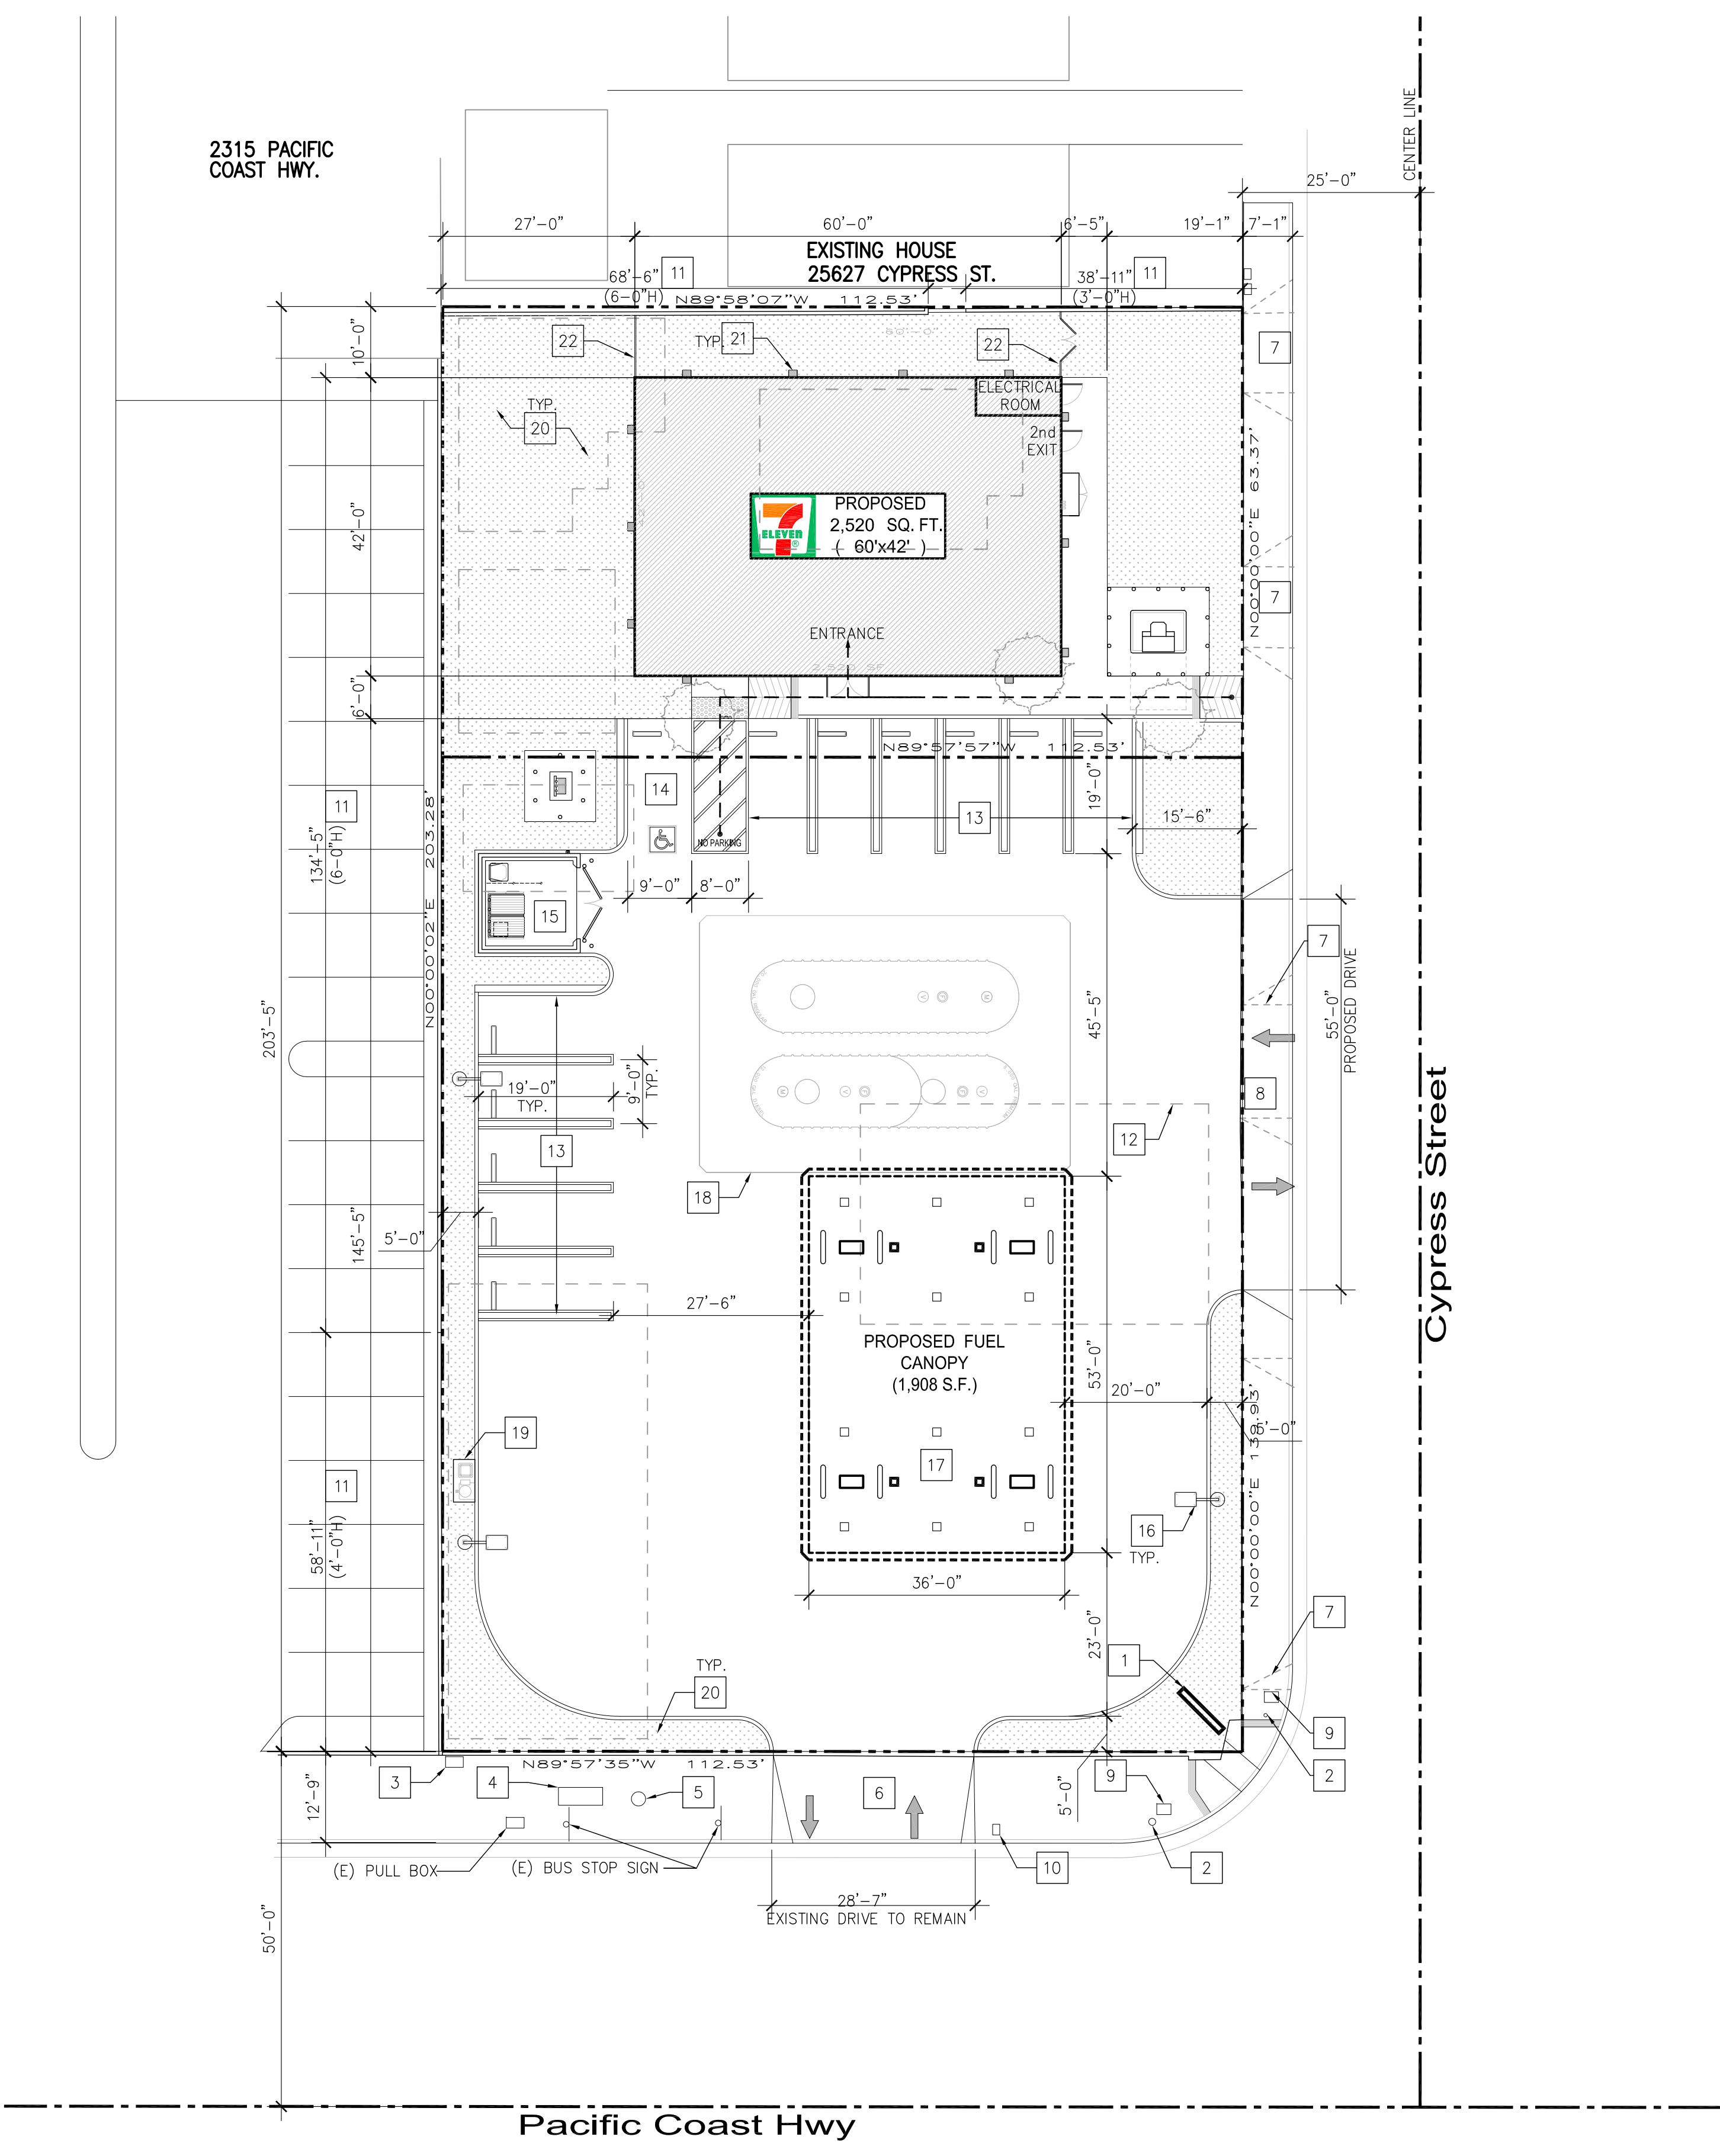 CENTER LINE
2315 PACIFIC
COAST HWY.
25'-0"
27'-0"
60'-0"
6'-5"
19'-1"
7'-1"
EXISTING HOUSE
25627 CYPRESS ST.
68'-6"
(6-0"H)
11
38'-11"
(3'-0"H)
11
N89°58'07"W 112.53'
60'-0"
10'-0"
22
TYP.
21
22
7
ELECTRICAL
ROOM
TYP.
20
2nd
EXIT
42'-0"
N00°00'00"E 63.37'
7
ELEVEN
®
PROPOSED
2,520 SQ. FT.
( 60'x42' )
7
ENTRANCE
2,520 SF
6'-0"
N89°57'57"W 112.53'
14
19'-0"
13
15'-6"
NO PARKING
11
134'-5"
(6-0"H)
N00°00'02"E 203.28'
9'-0"
8'-0"
15
7
203'-5"
45'-5"
55'-0"
PROPOSED DRIVE
19'-0"
TYP.
9'-0"
TYP.
8
12
13
18
145'-5"
5'-0"
Cypress Street
27'-6"
PROPOSED FUEL
CANOPY
(1,908 S.F.)
53'-0"
20'-0"
5'-0"
N00°00'00"E 139.93'
19
17
11
58'-11"
(4'-0"H)
16
TYP.
36'-0"
23'-0"
7
1
TYP.
20
9
2
N89°57'35"W 112.53'
3
4
5
6
9
5'-0"
12'-9"
(E) PULL BOX
(E) BUS STOP SIGN
10
2
28'-7"
EXISTING DRIVE TO REMAIN
50'-0"
Pacific Coast Hwy